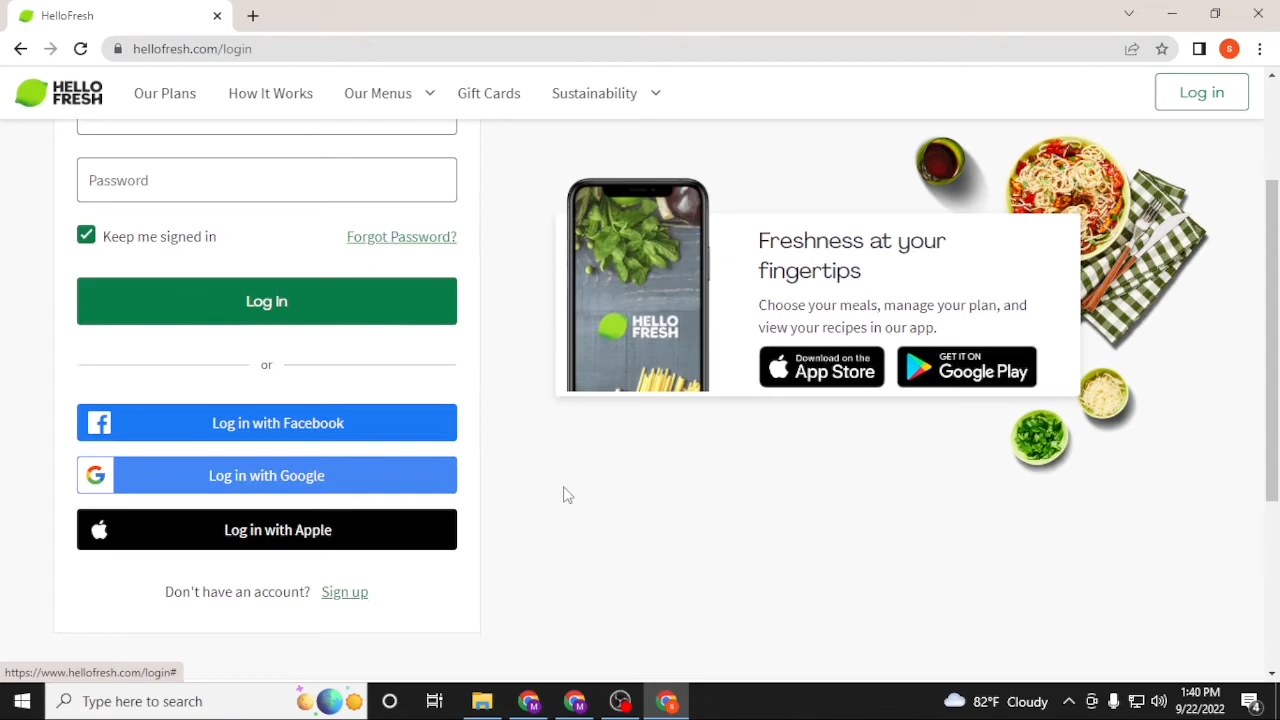 HelloFresh
hellofresh.com/login
S
HELLO
FRESH
Our Plans
How It Works
Our Menus
Gift Cards
Sustainability
Log in
Password
Keep me signed in
Forgot Password?
Log In
or
Log in with Facebook
Log in with Google
Log in with Apple
Don't have an account? Sign up
HELLO
FRESH
Freshness at your
fingertips
Choose your meals, manage your plan, and
view your recipes in our app.
Download on the
App Store
GET IT ON
Google Play
https://www.hellofresh.com/login#
Type here to search
M
M
S
82°F Cloudy
1:40 PM
9/22/2022
4